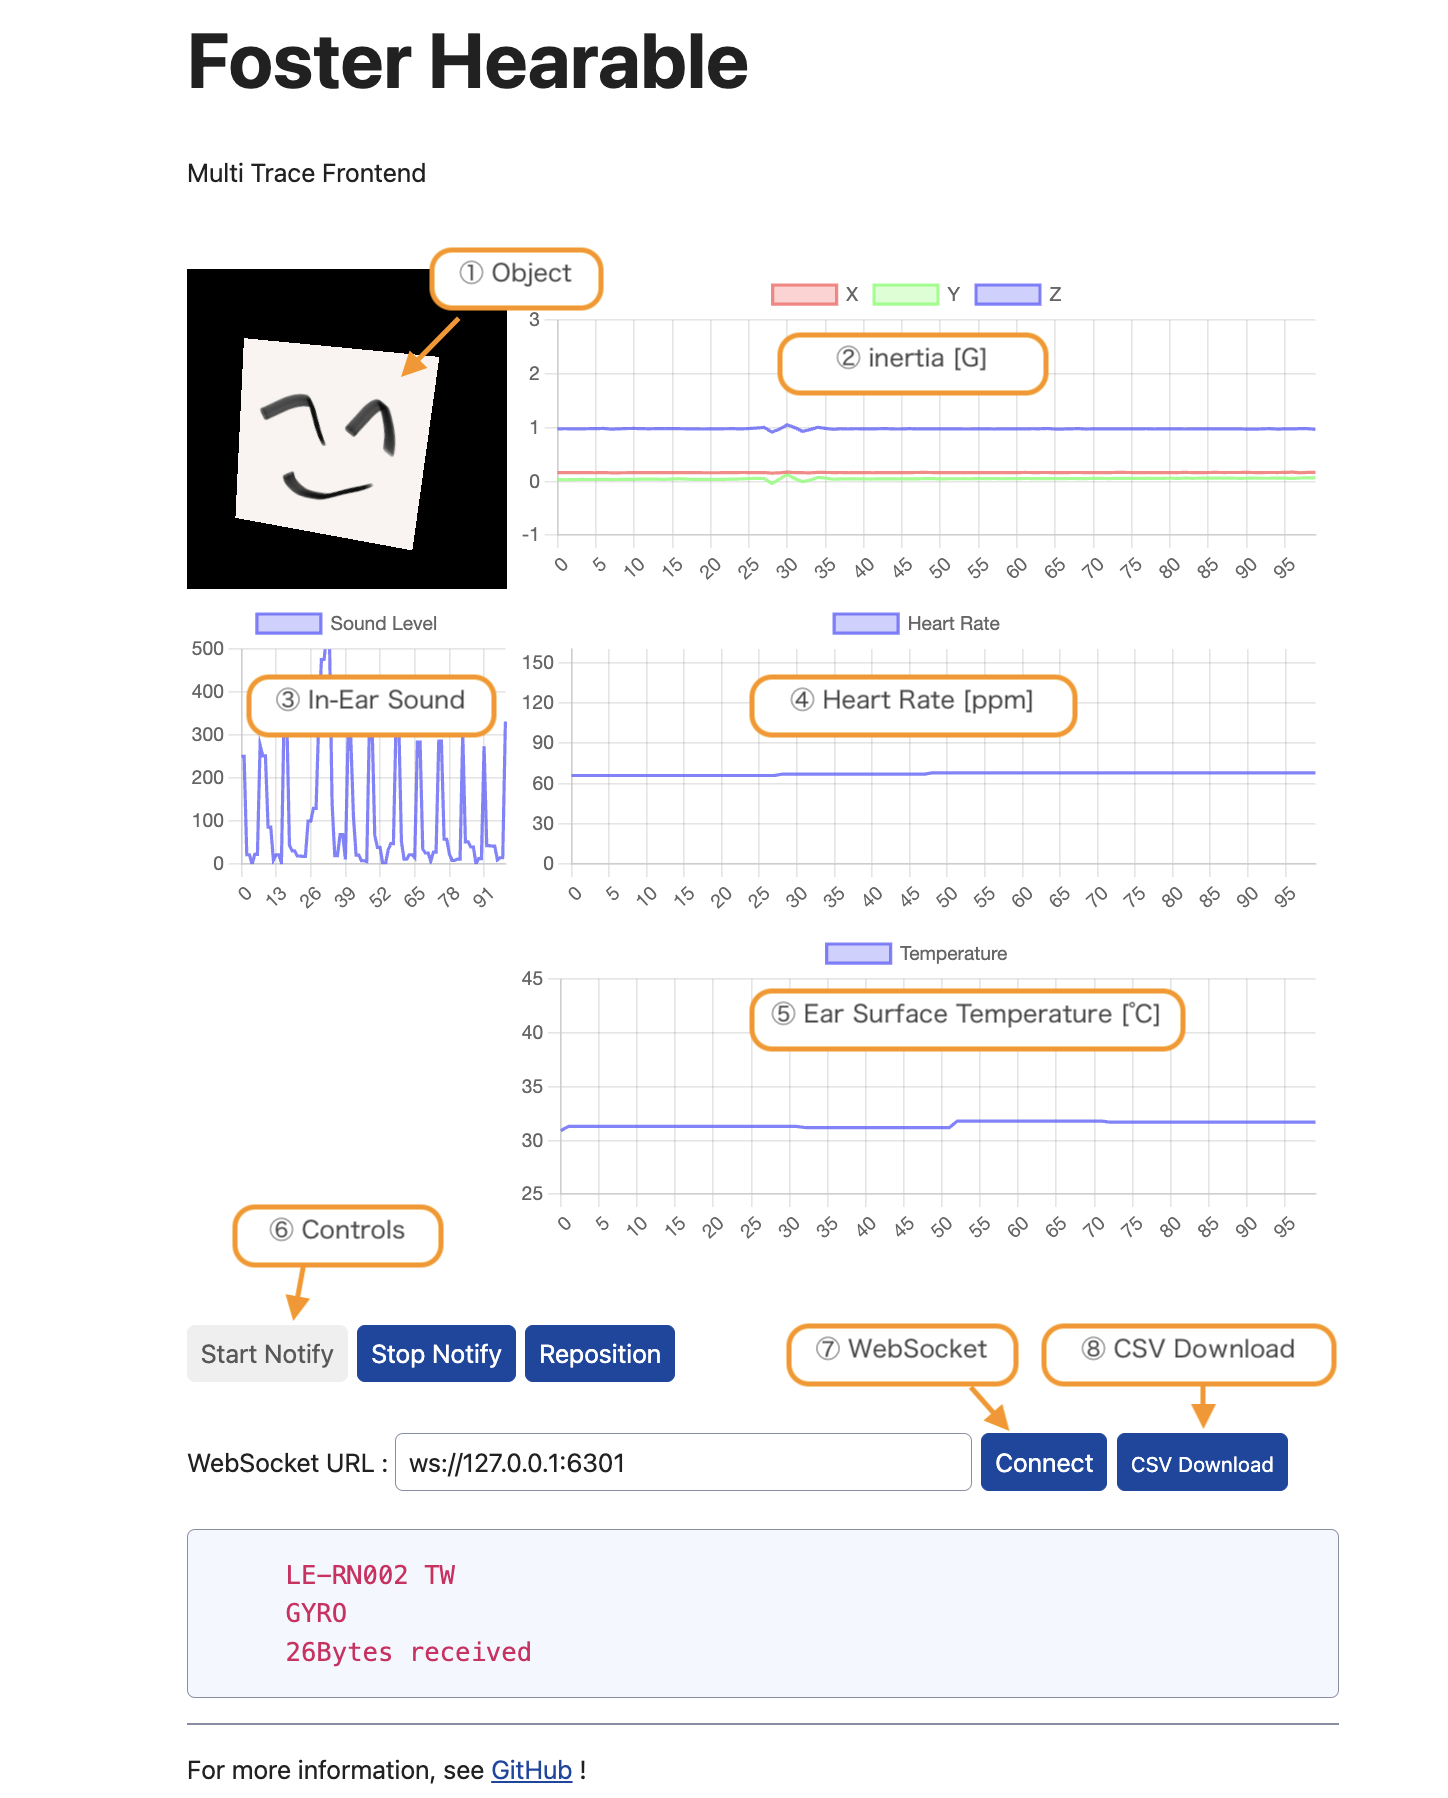 Foster Hearable
Multi Trace Frontend
① Object
X Y Z
② inertia [G]
3
2
1
0
-1
0 5 10 15 20 25 30 35 40 45 50 55 60 65 70 75 80 85 90 95
Sound Level
③ In-Ear Sound
500
400
300
200
100
0
0 13 26 39 52 65 78 91
Heart Rate
④ Heart Rate [ppm]
150
120
90
60
30
0
0 5 10 15 20 25 30 35 40 45 50 55 60 65 70 75 80 85 90 95
Temperature
⑤ Ear Surface Temperature [℃]
45
40
35
30
25
0 5 10 15 20 25 30 35 40 45 50 55 60 65 70 75 80 85 90 95
⑥ Controls
Start Notify Stop Notify Reposition
⑦ WebSocket ⑧ CSV Download
WebSocket URL : ws://127.0.0.1:6301 Connect CSV Download
LE-RN002 TW
GYRO
26Bytes received
For more information, see GitHub !